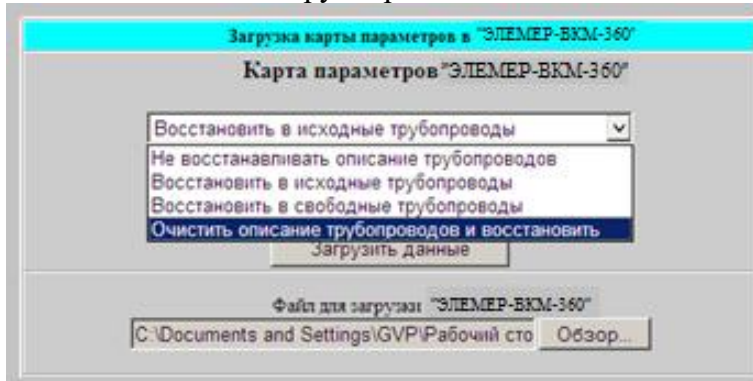 Загрузка карты параметров в "ЭЛЕМЕР-ВКМ-360"
Карта параметров "ЭЛЕМЕР-ВКМ-360"
Восстановить в исходные трубопроводы
Не восстанавливать описание трубопроводов
Восстановить в исходные трубопроводы
Восстановить в свободные трубопроводы
Очистить описание трубопроводов и восстановить
Загрузить данные
Файл для загрузки "ЭЛЕМЕР-ВКМ-360"
C:\Documents and Settings\GVP\Рабочий сто Обзор...